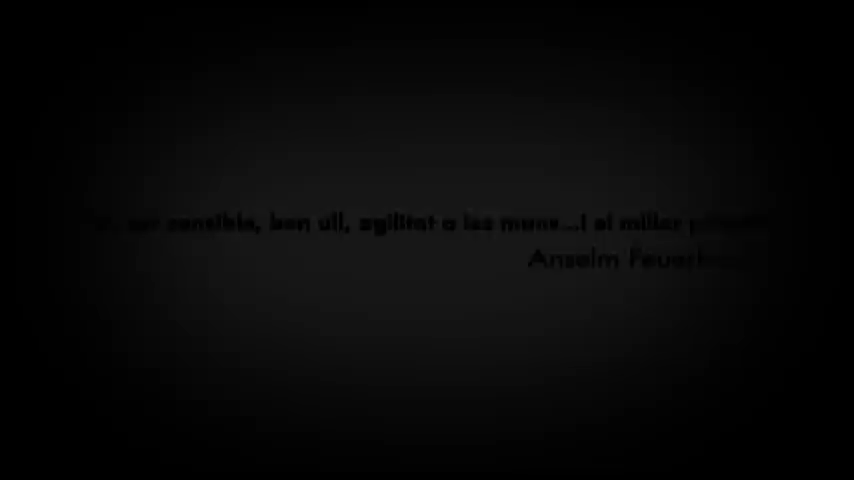 sensible, bon ull, agilitat a les mans...i el millor
Anselm